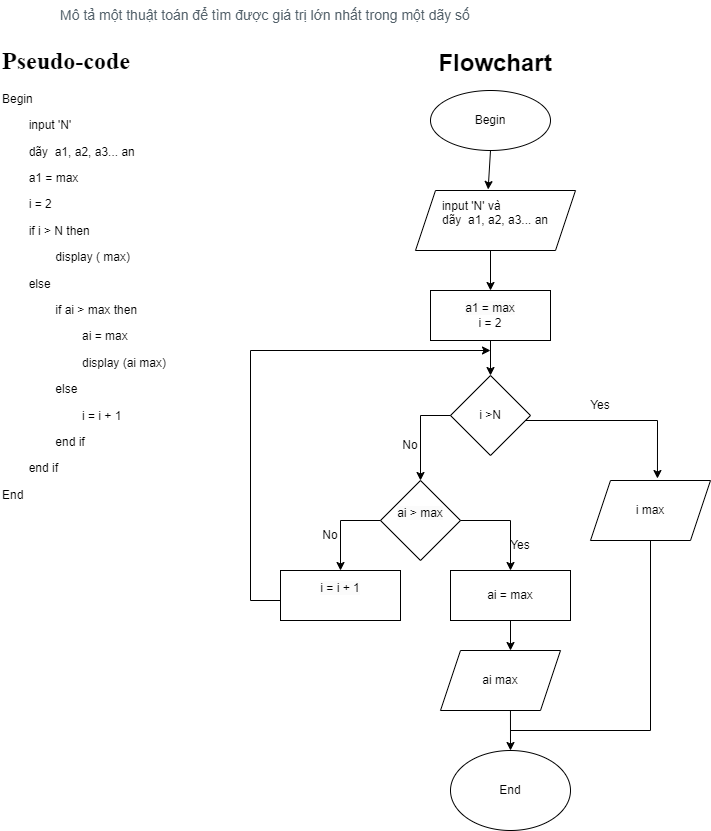 Mô tả một thuật toán để tìm được giá trị lớn nhất trong một dãy số
Pseudo-code
Begin
input 'N'
dãy a1, a2, a3... an
a1 = max
i = 2
if i > N then
display ( max)
else
if ai > max then
ai = max
display (ai max)
else
i = i + 1
end if
end if
End
Flowchart
Begin
input 'N' và
dãy a1, a2, a3... an
a1 = max
i = 2
i >N
Yes
No
ai > max
i max
No
Yes
i = i + 1
ai = max
ai max
End